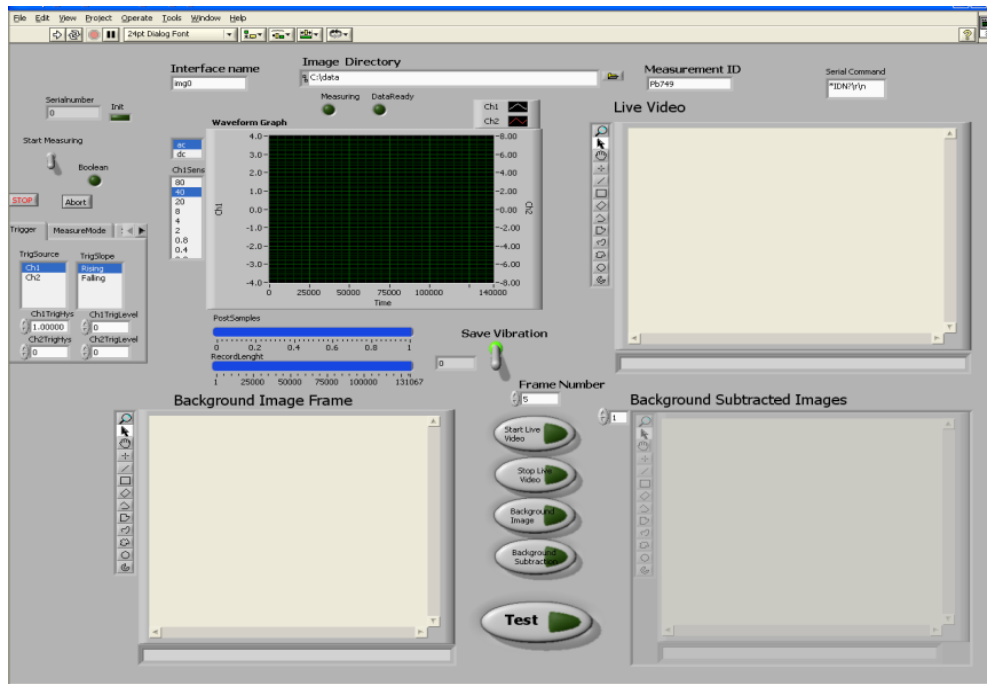 File Edit View Project Operate Tools Window Help
24pt Dialog Font
Interface name
img0
Image Directory
C:\data
Measurement ID
Pb749
Serial Command
*IDN?\r\n
Serialnumber
0
Init
Measuring
DataReady
Ch1
Ch2
Live Video
Start Measuring
Boolean
STOP
Abort
Waveform Graph
ac
dc
Ch1Sens
80
40
20
8
4
2
0.8
0.4
4.0
3.0
2.0
1.0
0.0
-1.0
-2.0
-3.0
-4.0
Ch1
8.00
6.00
4.00
2.00
0.00
-2.00
-4.00
-6.00
-8.00
Ch2
0 25000 50000 75000 100000 140000
Time
Trigger MeasureMode
TrigSource
Ch1
Ch2
TrigSlope
Rising
Falling
Ch1TrigHys Ch1TrigLevel
1.00000 0
Ch2TrigHys Ch2TrigLevel
0 0
PostSamples
0 0.2 0.4 0.6 0.8 1
RecordLenght
1 25000 50000 75000 100000 131067
Save Vibration
0
Frame Number
5
1
Background Image Frame
Background Subtracted Images
Start Live
Video
Stop Live
Video
Background
Image
Background
Subtraction
Test